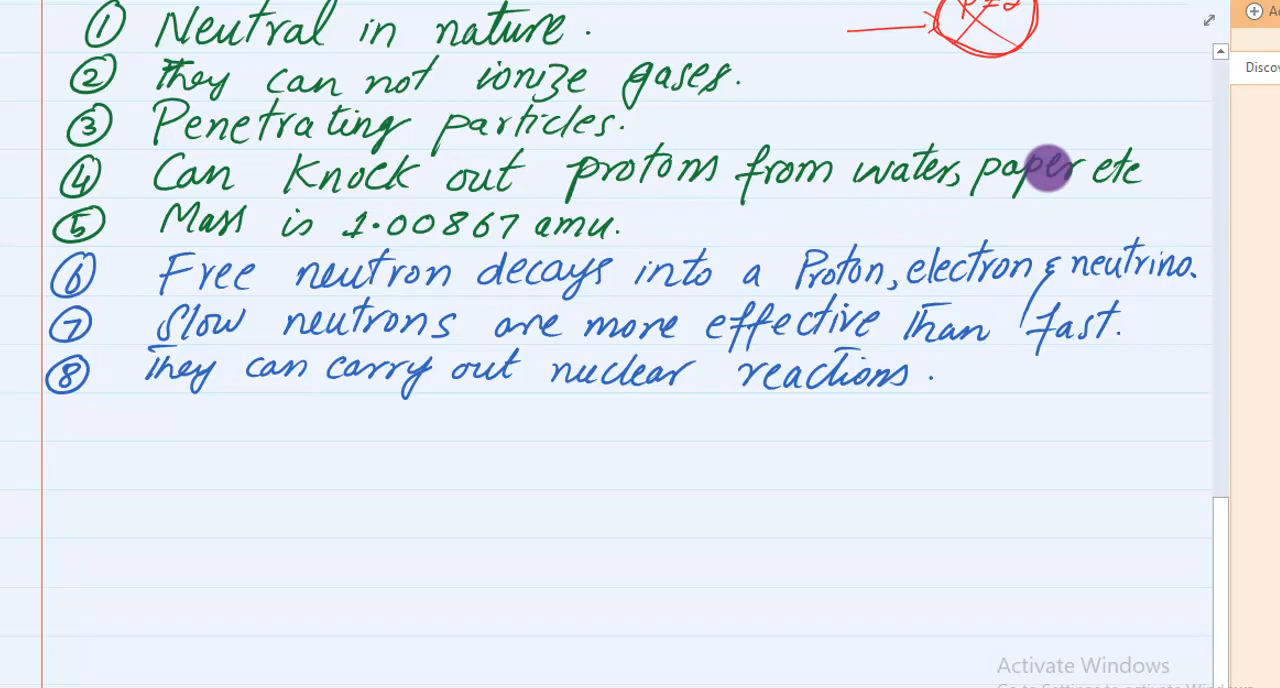 ① Neutral in nature.
② They can not ionize gases.
③ Penetrating particles.
④ Can Knock out protons from water, paper etc
⑤ Mass is 1.00867 amu.
⑥ Free neutron decays into a Proton, electron & neutrino.
⑦ Slow neutrons are more effective Than fast.
⑧ They can carry out nuclear reactions.
Discov
Activate Windows